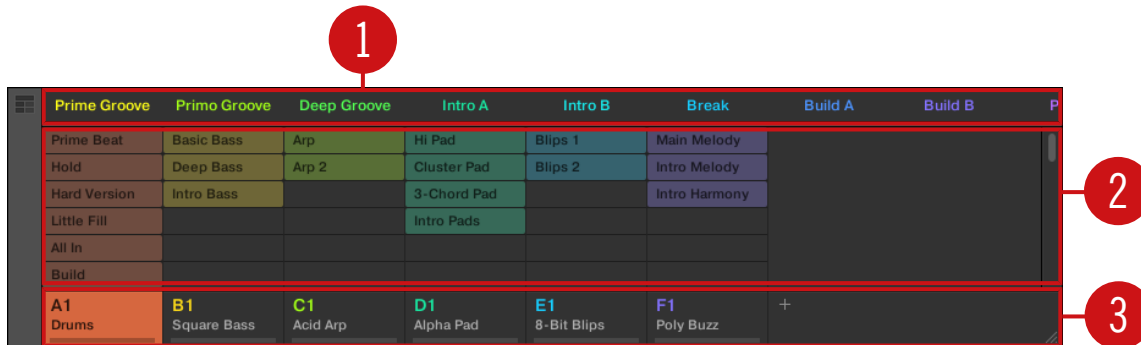 1
Prime Groove Primo Groove Deep Groove Intro A Intro B Break Build A Build B P
Prime Beat Basic Bass Arp Hi Pad Blips 1 Main Melody
Hold Deep Bass Arp 2 Cluster Pad Blips 2 Intro Melody
Hard Version Intro Bass 3-Chord Pad Intro Harmony
2
Little Fill Intro Pads
All In
Build
A1 B1 C1 D1 E1 F1 +
Drums Square Bass Acid Arp Alpha Pad 8-Bit Blips Poly Buzz
3